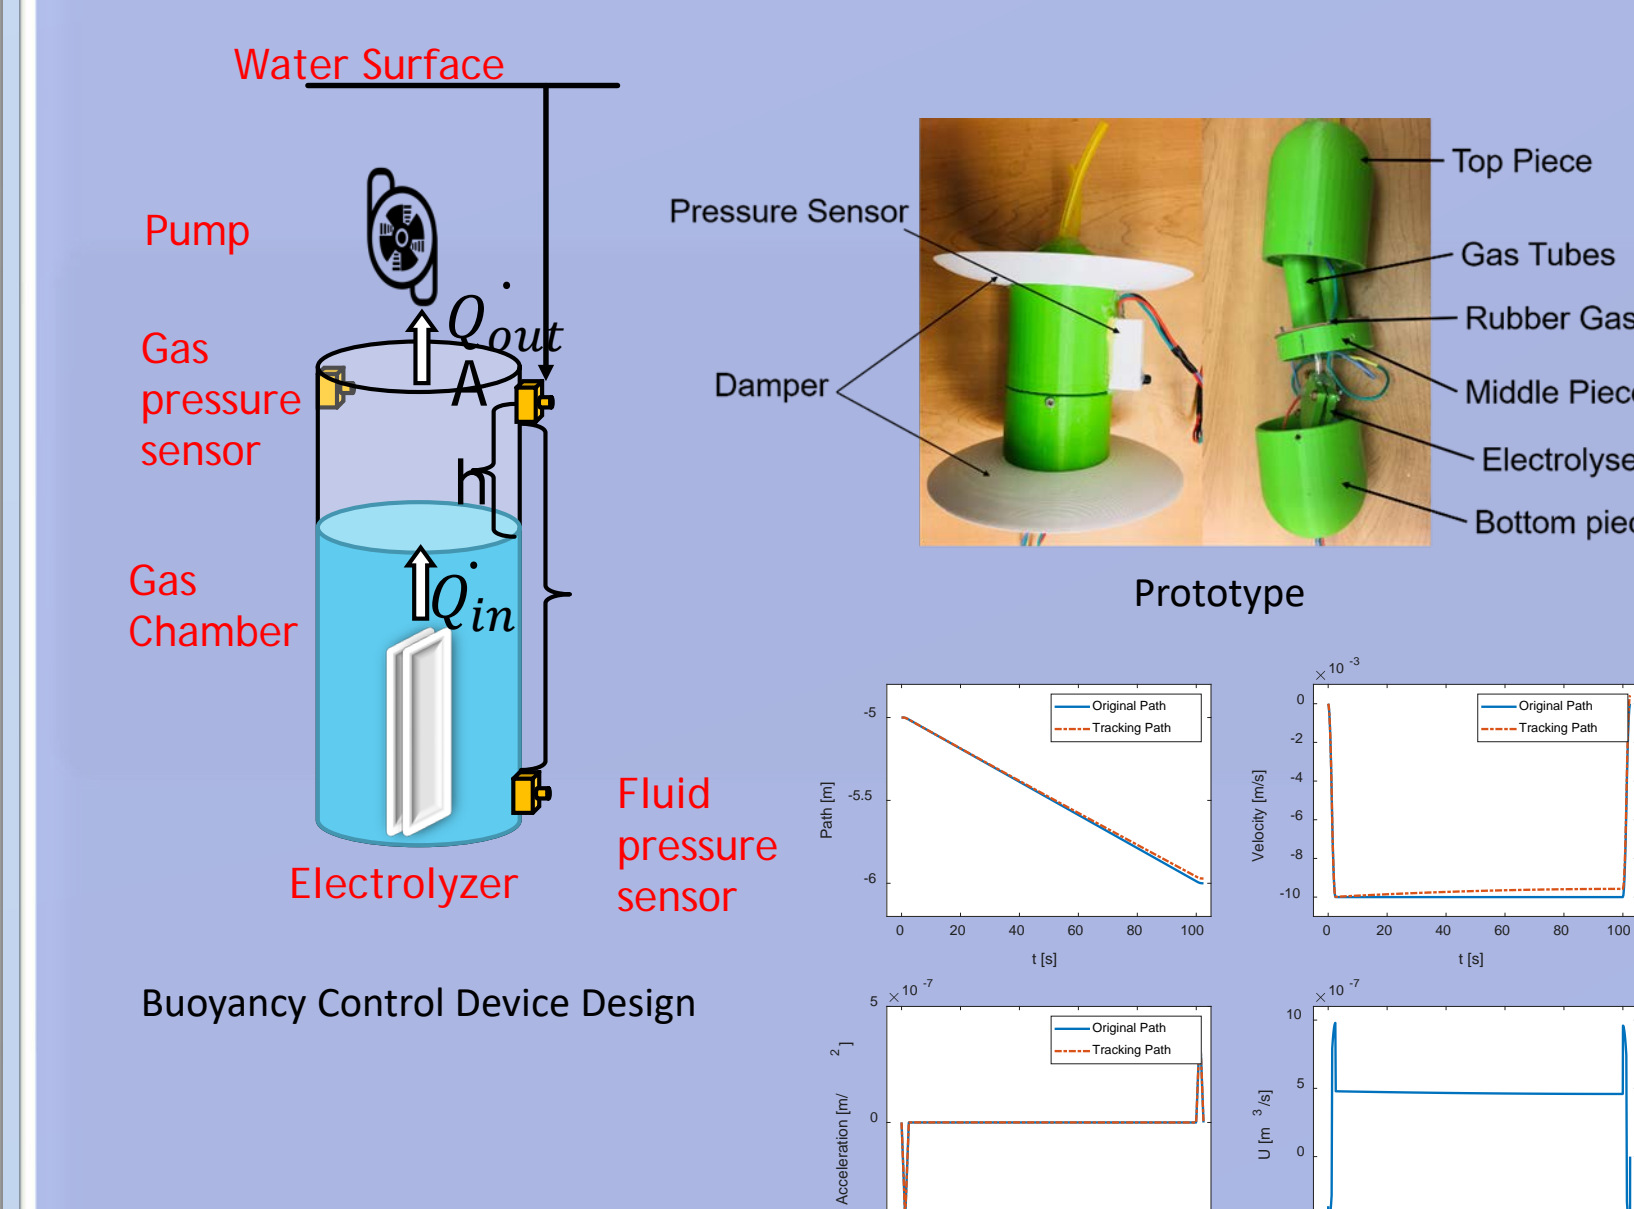 Water Surface
Pump
Q̇out
Gas
pressure
sensor
A
h
Gas
Chamber
Q̇in
Fluid
pressure
sensor
Electrolyzer
Buoyancy Control Device Design
Pressure Sensor
Damper
Top Piece
Gas Tubes
Rubber Gas
Middle Piec
Electrolyse
Bottom piec
Prototype
-5
-5.5
-6
Path [m]
Original Path
Tracking Path
0 20 40 60 80 100
t [s]
×10 -3
0
-2
-4
-6
-8
-10
Velocity [m/s]
Original Path
Tracking Path
0 20 40 60 80 100
t [s]
×10 -7
5
0
Acceleration [m/ 2 ]
Original Path
Tracking Path
×10 -7
10
5
0
U [m 3 /s]